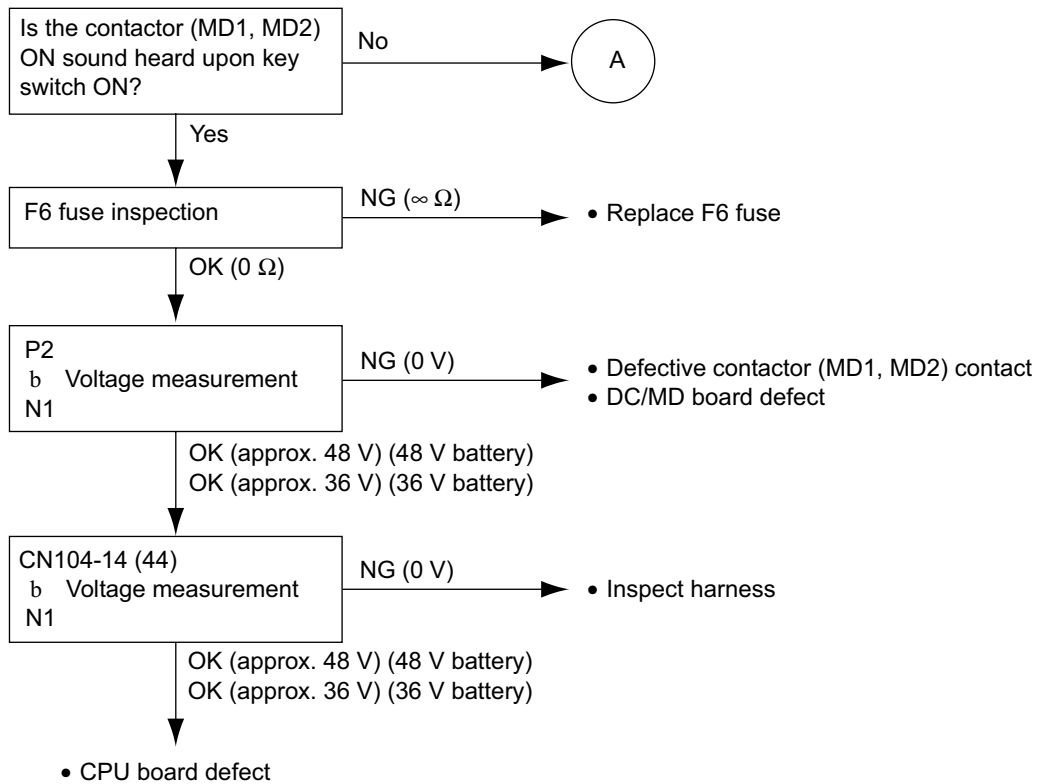 Is the contactor (MD1, MD2)
ON sound heard upon key
switch ON?
No
A
Yes
F6 fuse inspection
NG (∞ Ω)
• Replace F6 fuse
OK (0 Ω)
P2
b Voltage measurement
N1
NG (0 V)
• Defective contactor (MD1, MD2) contact
• DC/MD board defect
OK (approx. 48 V) (48 V battery)
OK (approx. 36 V) (36 V battery)
CN104-14 (44)
b Voltage measurement
N1
NG (0 V)
• Inspect harness
OK (approx. 48 V) (48 V battery)
OK (approx. 36 V) (36 V battery)
• CPU board defect